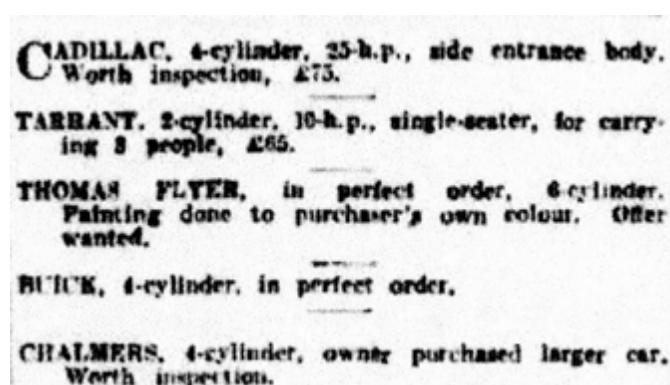 CADILLAC, 4-cylinder, 25-h.p., side entrance body.
Worth inspection, £75.
TARRANT, 2-cylinder, 10-h.p., single-seater, for carry-
ing 3 people, £65.
THOMAS FLYER, in perfect order, 6-cylinder.
Painting done to purchaser's own colour. Offer
wanted.
BUICK, 4-cylinder, in perfect order.
CHALMERS, 4-cylinder, owner purchased larger car.
Worth inspection.